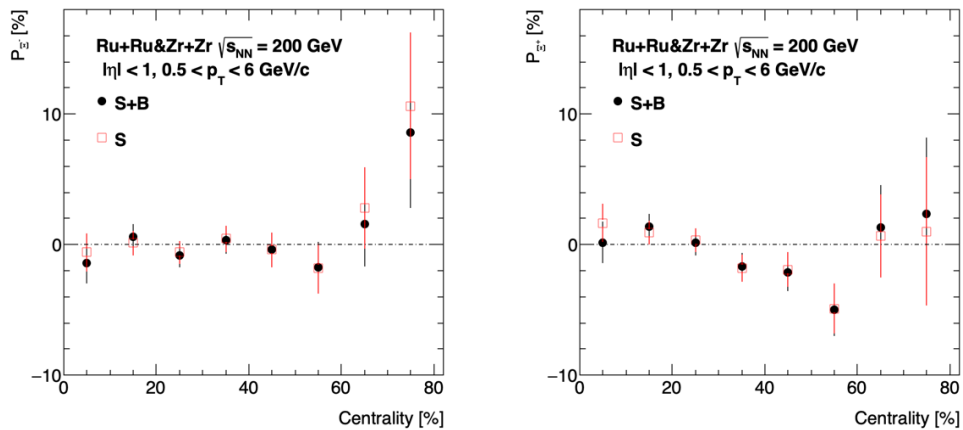 P_Ξ⁻ [%]
Ru+Ru&Zr+Zr √s_NN = 200 GeV
|η| < 1, 0.5 < p_T < 6 GeV/c
S+B
S
10
0
−10
0 20 40 60 80
Centrality [%]
P_Ξ⁺ [%]
Ru+Ru&Zr+Zr √s_NN = 200 GeV
|η| < 1, 0.5 < p_T < 6 GeV/c
S+B
S
10
0
−10
0 20 40 60 80
Centrality [%]